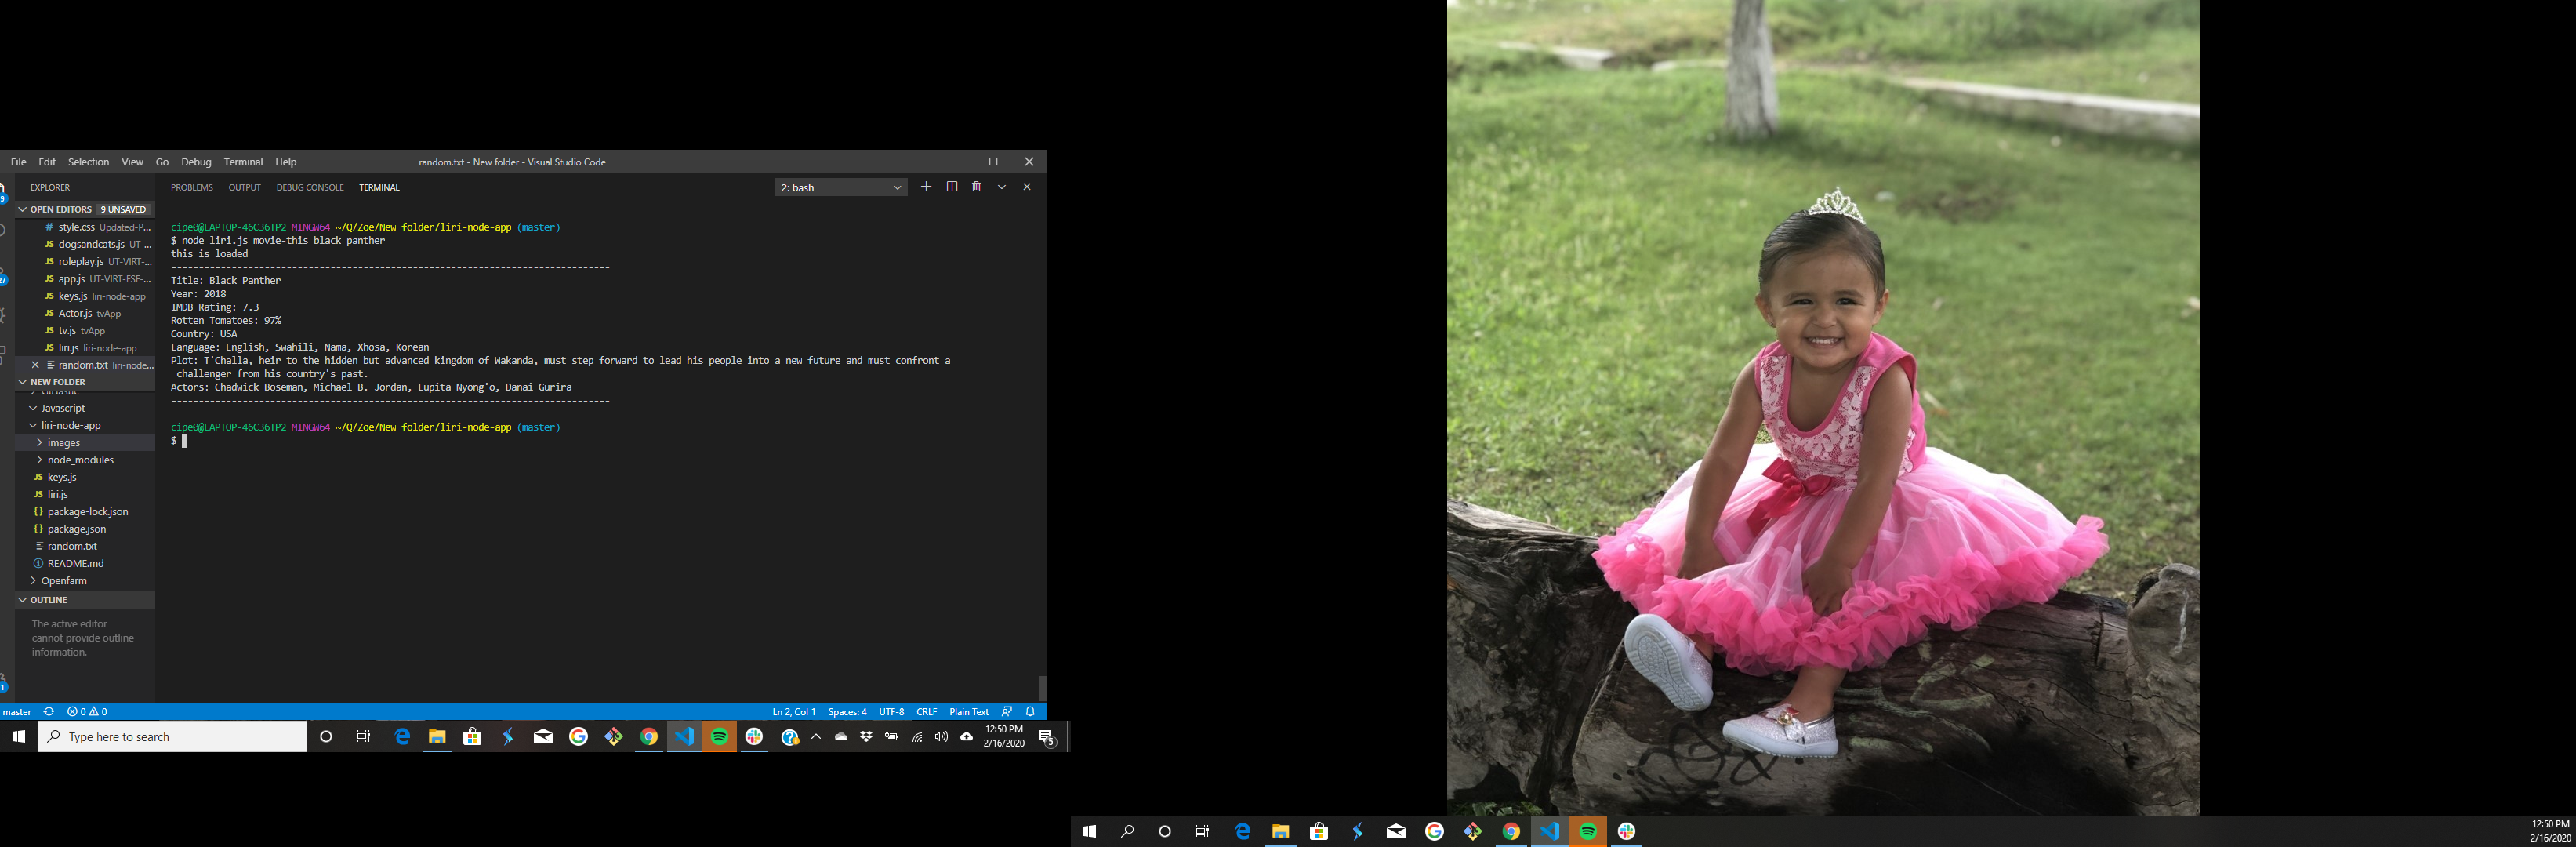 File Edit Selection View Go Debug Terminal Help random.txt - New folder - Visual Studio Code
EXPLORER
OPEN EDITORS 9 UNSAVED
# style.css Updated-P...
JS dogsandcats.js UT-...
JS roleplay.js UT-VIRT-...
JS app.js UT-VIRT-FSF-...
JS keys.js liri-node-app
JS Actor.js tvApp
JS tv.js tvApp
JS liri.js liri-node-app
random.txt liri-node...
NEW FOLDER
Javascript
liri-node-app
images
node_modules
JS keys.js
JS liri.js
{} package-lock.json
{} package.json
random.txt
README.md
Openfarm
OUTLINE
The active editor
cannot provide outline
information.
PROBLEMS OUTPUT DEBUG CONSOLE TERMINAL 2: bash
cipe0@LAPTOP-46C36TP2 MINGW64 ~/Q/Zoe/New folder/liri-node-app (master)
$ node liri.js movie-this black panther
this is loaded
--------------------------------------------------------------------------------
Title: Black Panther
Year: 2018
IMDB Rating: 7.3
Rotten Tomatoes: 97%
Country: USA
Language: English, Swahili, Nama, Xhosa, Korean
Plot: T'Challa, heir to the hidden but advanced kingdom of Wakanda, must step forward to lead his people into a new future and must confront a
challenger from his country's past.
Actors: Chadwick Boseman, Michael B. Jordan, Lupita Nyong'o, Danai Gurira
--------------------------------------------------------------------------------
cipe0@LAPTOP-46C36TP2 MINGW64 ~/Q/Zoe/New folder/liri-node-app (master)
$
master 0 0 Ln 2, Col 1 Spaces: 4 UTF-8 CRLF Plain Text
Type here to search
12:50 PM
2/16/2020
5
12:50 PM
2/16/2020